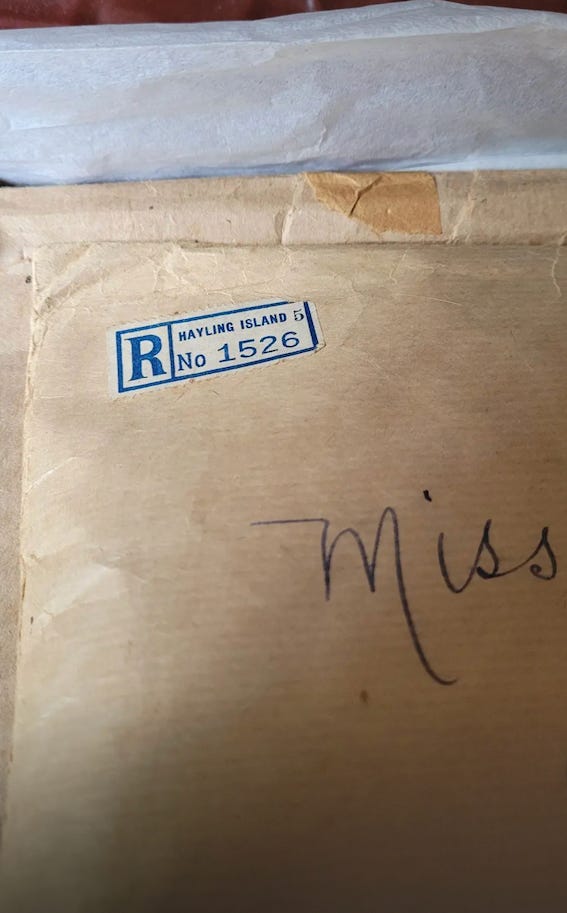 R
HAYLING ISLAND 5
No 1526
Miss